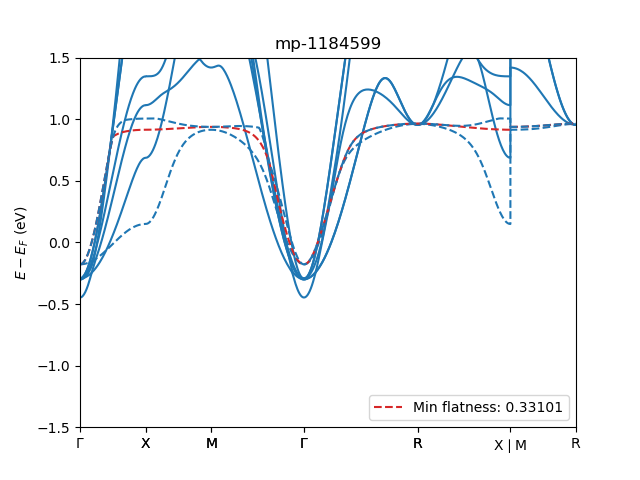 mp-1184599
1.5
1.0
0.5
0.0
−0.5
−1.0
−1.5
E − E_F (eV)
Γ X M Γ R X | M R
Min flatness: 0.33101